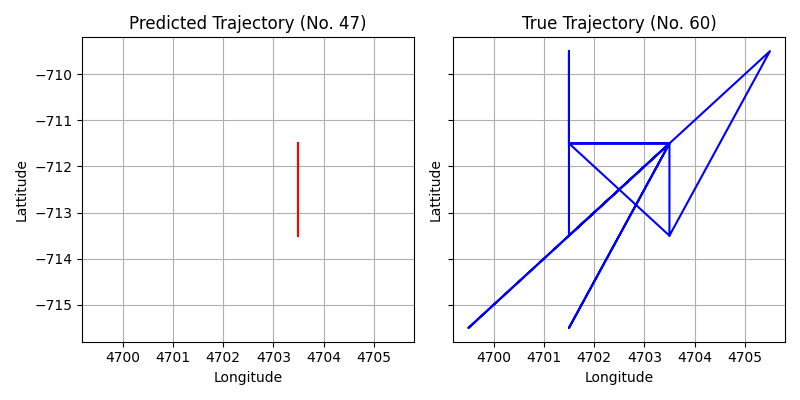 Predicted Trajectory (No. 47)
True Trajectory (No. 60)
−710
−711
−712
−713
−714
−715
Lattitude
Lattitude
4700 4701 4702 4703 4704 4705
4700 4701 4702 4703 4704 4705
Longitude
Longitude